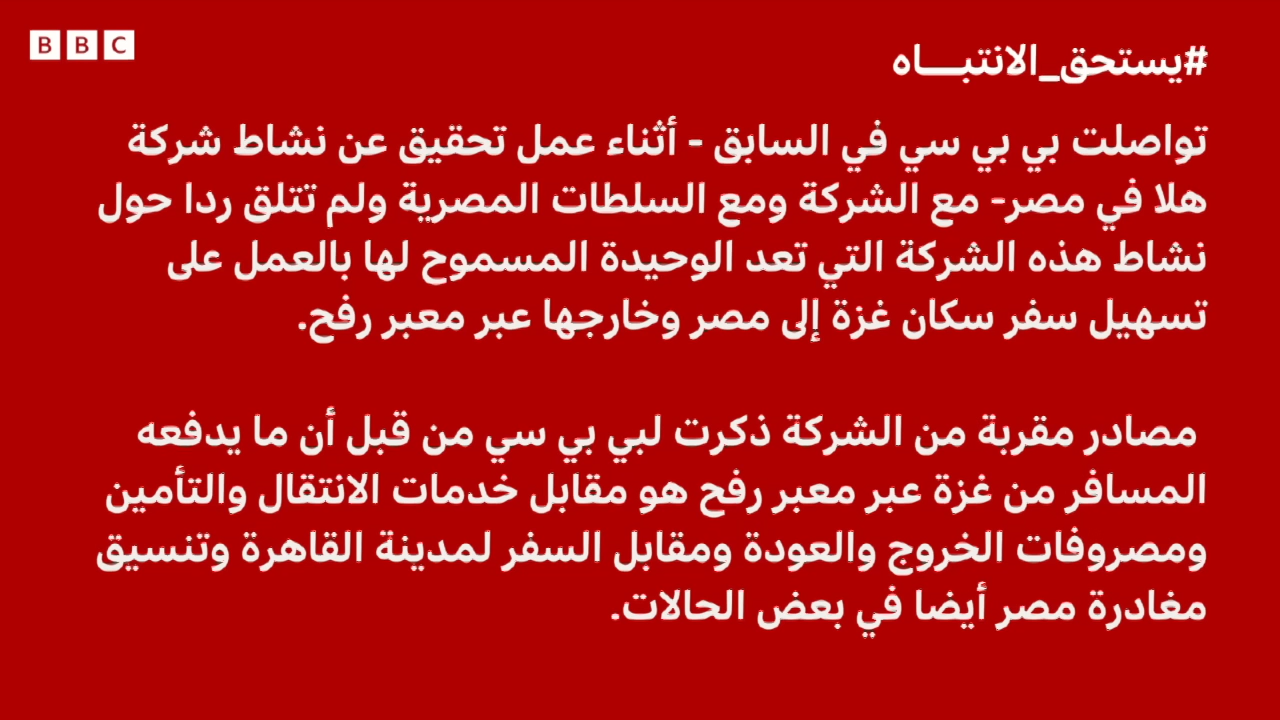 BBC
#يستحق_الانتبـــاه
تواصلت بي بي سي في السابق - أثناء عمل تحقيق عن نشاط شركة
هلا في مصر- مع الشركة ومع السلطات المصرية ولم تتلق ردا حول
نشاط هذه الشركة التي تعد الوحيدة المسموح لها بالعمل على
تسهيل سفر سكان غزة إلى مصر وخارجها عبر معبر رفح.
مصادر مقربة من الشركة ذكرت لبي بي سي من قبل أن ما يدفعه
المسافر من غزة عبر معبر رفح هو مقابل خدمات الانتقال والتأمين
ومصروفات الخروج والعودة ومقابل السفر لمدينة القاهرة وتنسيق
مغادرة مصر أيضا في بعض الحالات.